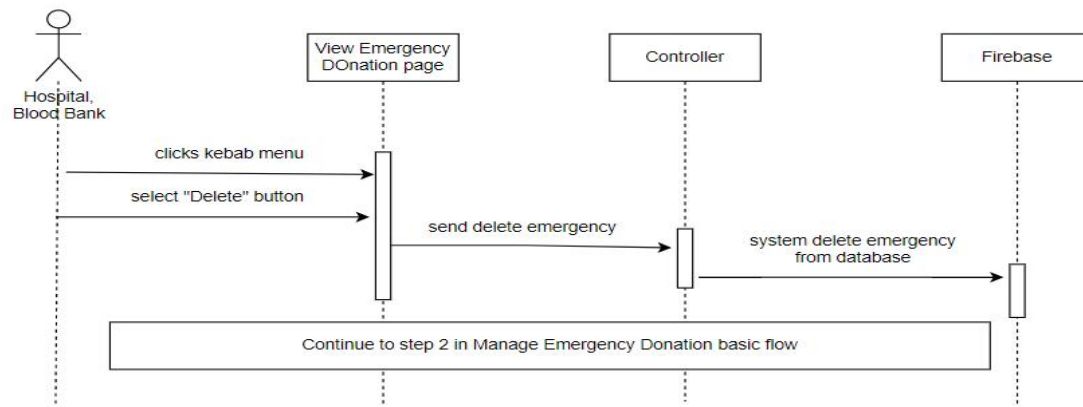 View Emergency
DOnation page
Controller
Firebase
Hospital,
Blood Bank
clicks kebab menu
select "Delete" button
send delete emergency
system delete emergency
from database
Continue to step 2 in Manage Emergency Donation basic flow